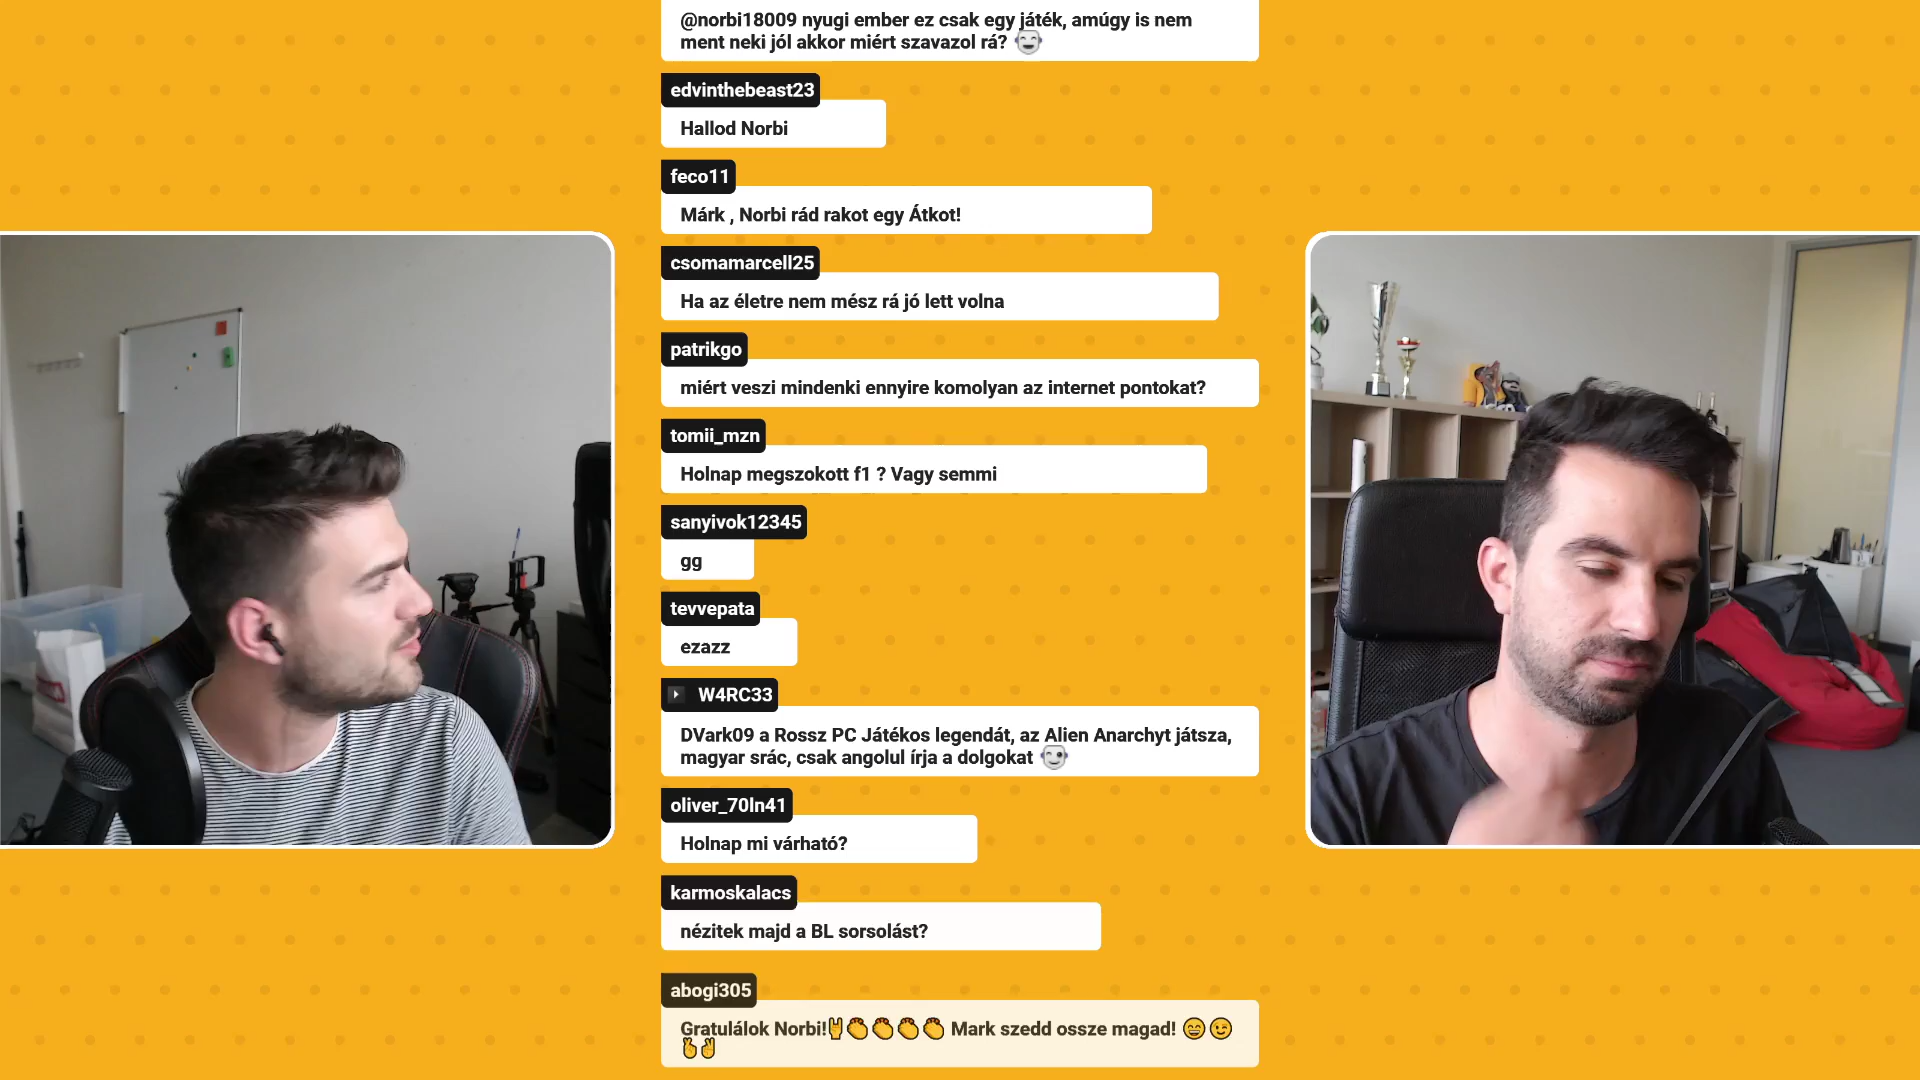 @norbi18009 nyugi ember ez csak egy játék, amúgy is nem
ment neki jól akkor miért szavazol rá?
edvinthebeast23
Hallod Norbi
feco11
Márk , Norbi rád rakot egy Átkot!
csomamarcell25
Ha az életre nem mész rá jó lett volna
patrikgo
miért veszi mindenki ennyire komolyan az internet pontokat?
tomii_mzn
Holnap megszokott f1 ? Vagy semmi
sanyivok12345
gg
tevvepata
ezazz
W4RC33
DVark09 a Rossz PC Játékos legendát, az Alien Anarchyt játsza,
magyar srác, csak angolul írja a dolgokat
oliver_70ln41
Holnap mi várható?
karmoskalacs
nézitek majd a BL sorsolást?
abogi305
Gratulálok Norbi!🤘👏👏👏👏 Mark szedd ossze magad! 😄😉
🫰✌